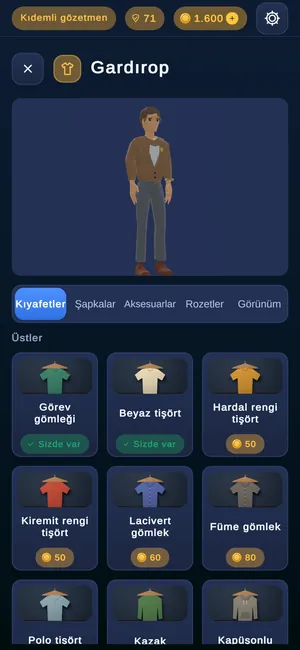 Kıdemli gözetmen
71
1.600 +
Gardırop
Kıyafetler Şapkalar Aksesuarlar Rozetler Görünüm
Üstler
Görev
gömleği
✓ Sizde var
Beyaz tişört
✓ Sizde var
Hardal rengi
tişört
50
Kiremit rengi
tişört
50
Lacivert
gömlek
60
Füme gömlek
80
Polo tişört
Kazak
Kapüşonlu